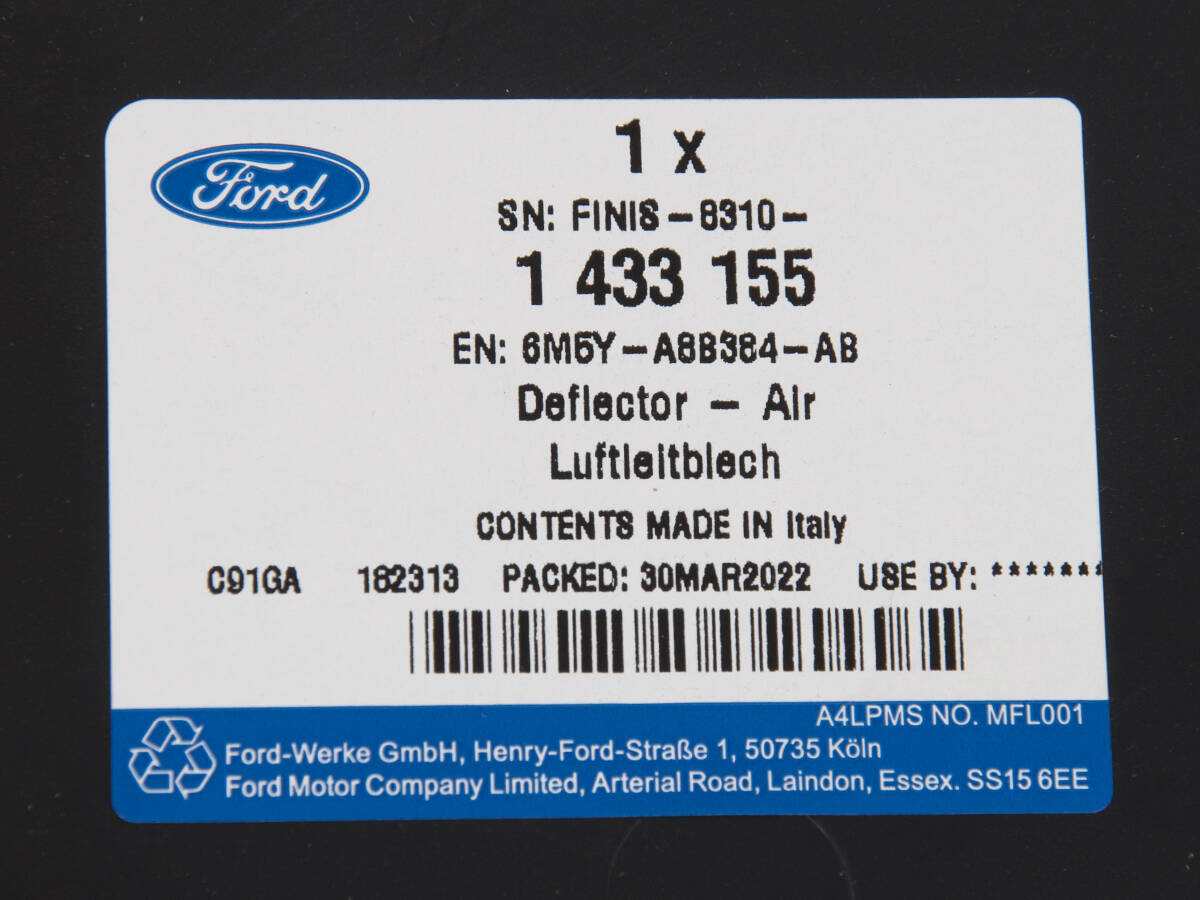 Ford
1 x
SN: FINIS-8310-
1 433 155
EN: 6M5Y-A8B384-AB
Deflector - Air
Luftleitblech
CONTENTS MADE IN Italy
C91GA 182313 PACKED: 30MAR2022 USE BY: *******
A4LPMS NO. MFL001
Ford-Werke GmbH, Henry-Ford-Straße 1, 50735 Köln
Ford Motor Company Limited, Arterial Road, Laindon, Essex. SS15 6EE